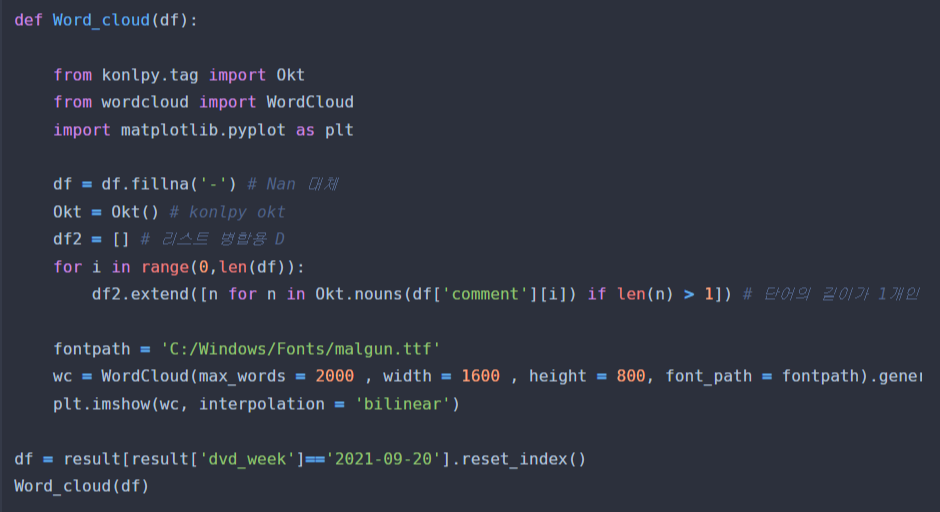 def Word_cloud(df):
from konlpy.tag import Okt
from wordcloud import WordCloud
import matplotlib.pyplot as plt
df = df.fillna('-') # Nan 대체
Okt = Okt() # konlpy okt
df2 = [] # 리스트 병합용 D
for i in range(0,len(df)):
df2.extend([n for n in Okt.nouns(df['comment'][i]) if len(n) > 1]) # 단어의 길이가 1개인
fontpath = 'C:/Windows/Fonts/malgun.ttf'
wc = WordCloud(max_words = 2000 , width = 1600 , height = 800, font_path = fontpath).gener
plt.imshow(wc, interpolation = 'bilinear')
df = result[result['dvd_week']=='2021-09-20'].reset_index()
Word_cloud(df)